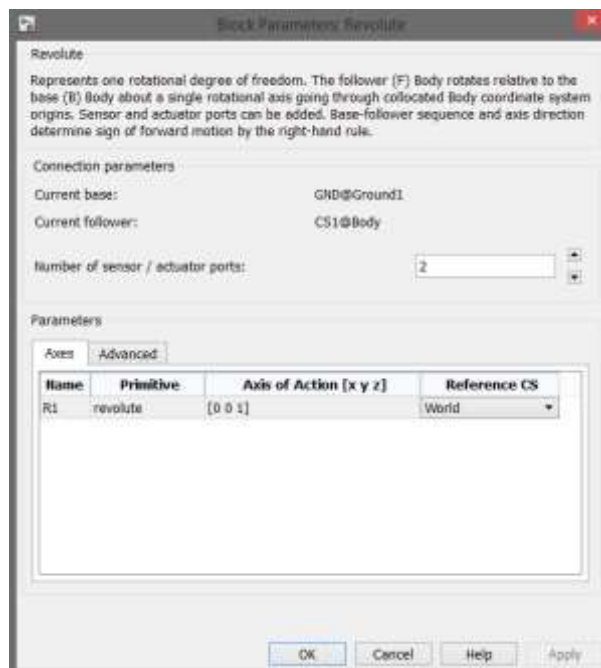 Block Parameters: Revolute
Revolute
Represents one rotational degree of freedom. The follower (F) Body rotates relative to the
base (B) Body about a single rotational axis going through collocated Body coordinate system
origins. Sensor and actuator ports can be added. Base-follower sequence and axis direction
determine sign of forward motion by the right-hand rule.
Connection parameters
Current base: GND@Ground1
Current follower: CS1@Body
Number of sensor / actuator ports: 2
Parameters
Axes Advanced
Name Primitive Axis of Action [x y z] Reference CS
R1 revolute [0 0 1] World
OK Cancel Help Apply